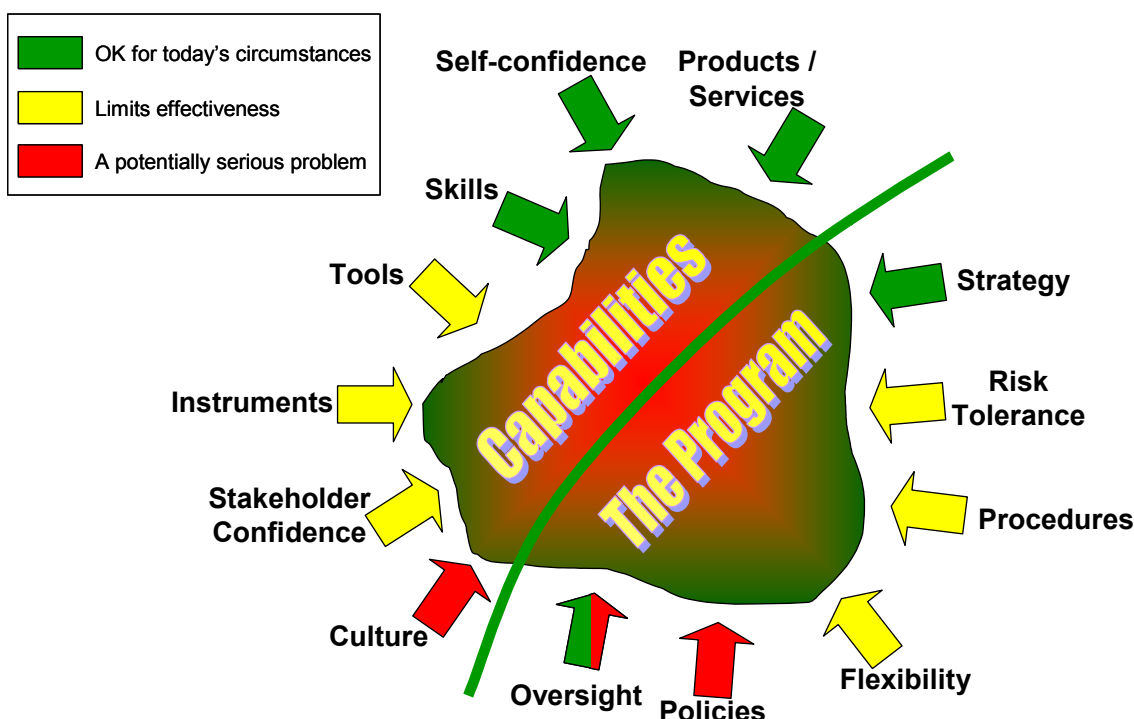 OK for today's circumstances
Limits effectiveness
A potentially serious problem
Self-confidence
Products /
Services
Skills
Tools
Strategy
Instruments
Risk
Tolerance
Stakeholder
Confidence
Procedures
Culture
Oversight
Policies
Flexibility
Capabilities
The Program